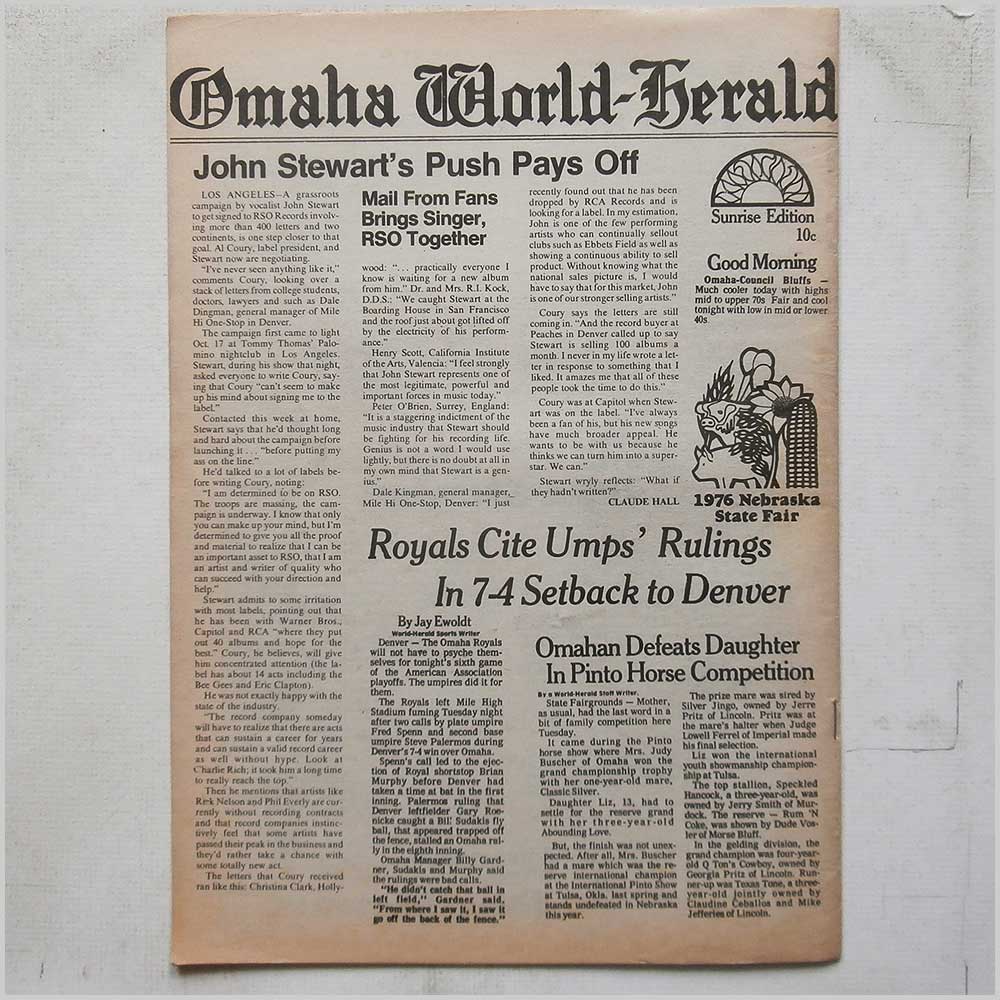 Omaha World-Herald
John Stewart's Push Pays Off
LOS ANGELES—A grassroots
campaign by vocalist John Stewart
to get signed to RSO Records involv-
ing more than 400 letters and two
continents, is one step closer to that
goal. Al Coury, label president, and
Stewart now are negotiating.
"I've never seen anything like it,"
comments Coury, looking over a
stack of letters from college students,
doctors, lawyers and such as Dale
Dingman, general manager of Mile
Hi One-Stop in Denver.
The campaign first came to light
Oct. 17 at Tommy Thomas' Palo-
mino nightclub in Los Angeles.
Stewart, during his show that night,
asked everyone to write Coury, say-
ing that Coury "can't seem to make
up his mind about signing me to the
label."
Contacted this week at home,
Stewart says that he'd thought long
and hard about the campaign before
launching it . . . "before putting my
ass on the line."
He'd talked to a lot of labels be-
fore writing Coury, noting:
"I am determined to be on RSO.
The troops are massing, the cam-
paign is underway. I know that only
you can make up your mind, but I'm
determined to give you all the proof
and material to realize that I can be
an important asset to RSO, that I am
an artist and writer of quality who
can succeed with your direction and
help."
Stewart admits to some irritation
with most labels, pointing out that
he has been with Warner Bros.,
Capitol and RCA "where they put
out 40 albums and hope for the
best." Coury, he believes, will give
him concentrated attention (the la-
bel has about 14 acts including the
Bee Gees and Eric Clapton).
He was not exactly happy with the
state of the industry.
"The record company someday
will have to realize that there are acts
that can sustain a career for years
and can sustain a valid record career
as well without hype. Look at
Charlie Rich; it took him a long time
to really reach the top."
Then he mentions that artists like
Rick Nelson and Phil Everly are cur-
rently without recording contracts
and that record companies instinc-
tively feel that some artists have
passed their peak in the business and
they'd rather take a chance with
some totally new act.
The letters that Coury received
ran like this: Christina Clark, Holly-
Mail From Fans
Brings Singer,
RSO Together
wood: ". . . practically everyone I
know is waiting for a new album
from him." Dr. and Mrs. R.I. Kock,
D.D.S.: "We caught Stewart at the
Boarding House in San Francisco
and the roof just about got lifted off
by the electricity of his perform-
ance."
Henry Scott, California Institute
of the Arts, Valencia: "I feel strongly
that John Stewart represents one of
the most legitimate, powerful and
important forces in music today."
Peter O'Brien, Surrey, England:
"It is a staggering indictment of the
music industry that Stewart should
be fighting for his recording life.
Genius is not a word I would use
lightly, but there is no doubt at all in
my own mind that Stewart is a gen-
ius."
Dale Kingman, general manager,
Mile Hi One-Stop, Denver: "I just
recently found out that he has been
dropped by RCA Records and is
looking for a label. In my estimation,
John is one of the few performing
artists who can continually sellout
clubs such as Ebbets Field as well as
showing a continuous ability to sell
product. Without knowing what the
national sales picture is, I would
have to say that for this market, John
is one of our stronger selling artists."
Coury says the letters are still
coming in. "And the record buyer at
Peaches in Denver called up to say
Stewart is selling 100 albums a
month. I never in my life wrote a let-
ter in response to something that I
liked. It amazes me that all of these
people took the time to do this."
Coury was at Capitol when Stew-
art was on the label. "I've always
been a fan of his, but his new songs
have much broader appeal. He
wants to be with us because he
thinks we can turn him into a super-
star. We can."
Stewart wryly reflects: "What if
they hadn't written?"
CLAUDE HALL
Sunrise Edition
10c
Good Morning
Omaha-Council Bluffs —
Much cooler today with highs
mid to upper 70s Fair and cool
tonight with low in mid or lower
40s.
1976 Nebraska
State Fair
Royals Cite Umps' Rulings
In 7-4 Setback to Denver
By Jay Ewoldt
World-Herald Sports Writer
Denver — The Omaha Royals
will not have to psyche them-
selves for tonight's sixth game
of the American Association
playoffs. The umpires did it for
them.
The Royals left Mile High
Stadium fuming Tuesday night
after two calls by plate umpire
Fred Spenn and second base
umpire Steve Palermos during
Denver's 7-4 win over Omaha.
Spenn's call led to the ejec-
tion of Royal shortstop Brian
Murphy before Denver had
taken a time at bat in the first
inning. Palermos ruling that
Denver leftfielder Gary Roe-
nicke caught a Bill Sudakis fly
ball, that appeared trapped off
the fence, stalled an Omaha ral-
ly in the eighth inning.
Omaha Manager Billy Gard-
ner, Sudakis and Murphy said
the rulings were bad calls.
"He didn't catch that ball in
left field," Gardner said,
"From where I saw it, I saw it
go off the back of the fence."
Omahan Defeats Daughter
In Pinto Horse Competition
By a World-Herald Staff Writer.
State Fairgrounds — Mother,
as usual, had the last word in a
bit of family competition here
Tuesday.
It came during the Pinto
horse show where Mrs. Judy
Buscher of Omaha won the
grand championship trophy
with her one-year-old mare,
Classic Silver.
Daughter Liz, 13, had to
settle for the reserve grand
with her three-year-old
Abounding Love.
But, the finish was not unex-
pected. After all, Mrs. Buscher
had a mare which was the re-
serve international champion
at the International Pinto Show
at Tulsa, Okla. last spring and
stands undefeated in Nebraska
this year.
The prize mare was sired by
Silver Jingo, owned by Jerre
Pritz of Lincoln. Pritz was at
the mare's halter when Judge
Lowell Ferrel of Imperial made
his final selection.
Liz won the international
youth showmanship champion-
ship at Tulsa.
The top stallion, Speckled
Hancock, a three-year-old, was
owned by Jerry Smith of Mur-
dock. The reserve — Rum 'N
Coke, was shown by Dude Vos-
ler of Morse Bluff.
In the gelding division, the
grand champion was four-year-
old Q Ton's Cowboy, owned by
Georgia Pritz of Lincoln. Run-
ner-up was Texas Tone, a three-
year-old jointly owned by
Claudine Ceballos and Mike
Jefferies of Lincoln.